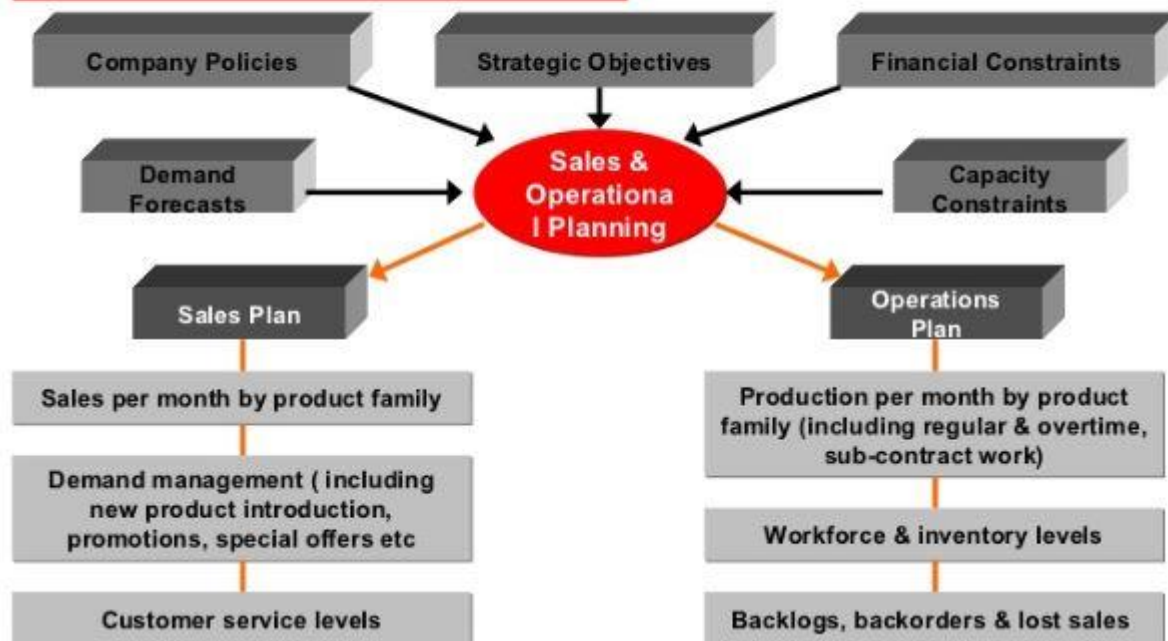 Company Policies
Strategic Objectives
Financial Constraints
Demand
Forecasts
Sales &
Operationa
l Planning
Capacity
Constraints
Sales Plan
Operations
Plan
Sales per month by product family
Demand management ( including
new product introduction,
promotions, special offers etc
Customer service levels
Production per month by product
family (including regular & overtime,
sub-contract work)
Workforce & inventory levels
Backlogs, backorders & lost sales